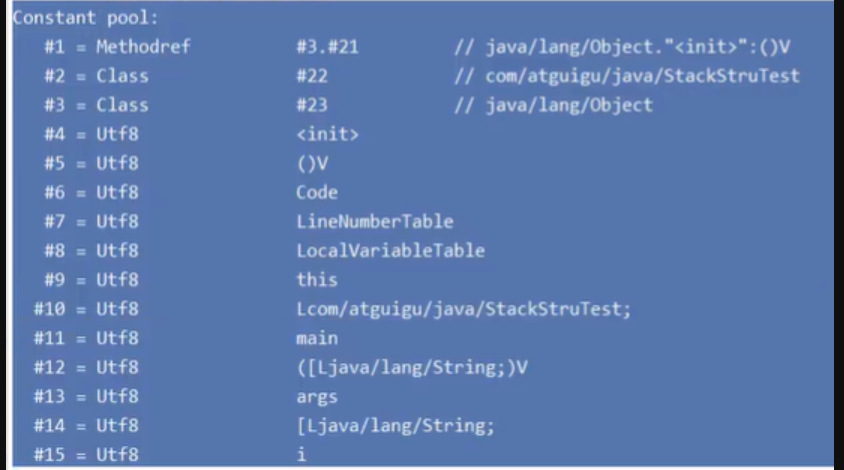 Constant pool:
#1 = Methodref #3.#21 // java/lang/Object."<init>":()V
#2 = Class #22 // com/atguigu/java/StackStruTest
#3 = Class #23 // java/lang/Object
#4 = Utf8 <init>
#5 = Utf8 ()V
#6 = Utf8 Code
#7 = Utf8 LineNumberTable
#8 = Utf8 LocalVariableTable
#9 = Utf8 this
#10 = Utf8 Lcom/atguigu/java/StackStruTest;
#11 = Utf8 main
#12 = Utf8 ([Ljava/lang/String;)V
#13 = Utf8 args
#14 = Utf8 [Ljava/lang/String;
#15 = Utf8 i